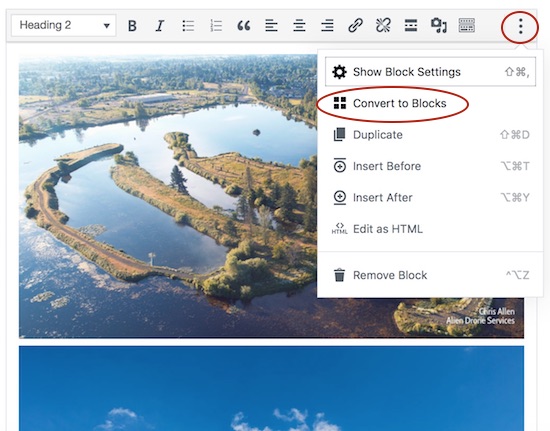 Heading 2
B I
Show Block Settings ⇧⌘,
Convert to Blocks
Duplicate ⇧⌘D
Insert Before ⌥⌘T
Insert After ⌥⌘Y
HTML Edit as HTML
Remove Block ^⌥Z
Chris Allen
Alien Drone Services